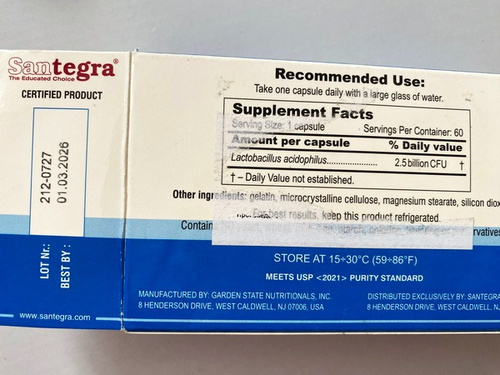 Santegra®
The Educated Choice
CERTIFIED PRODUCT
LOT Nr.: 212-0727
BEST BY : 01.03.2026
www.santegra.com
Recommended Use:
Take one capsule daily with a large glass of water.
Supplement Facts
Serving Size: 1 capsule Servings Per Container: 60
Amount per capsule % Daily value
Lactobacillus acidophilus.................... 2.5 billion CFU †
† – Daily Value not established.
Other ingredients: gelatin, microcrystalline cellulose, magnesium stearate, silicon diox
For best results, keep this product refrigerated.
Contain
STORE AT 15÷30°C (59÷86°F)
MEETS USP <2021> PURITY STANDARD
MANUFACTURED BY: GARDEN STATE NUTRITIONALS, INC.
8 HENDERSON DRIVE, WEST CALDWELL, NJ 07006, USA
DISTRIBUTED EXCLUSIVELY BY: SANTEGRA
8 HENDERSON DRIVE, WEST CALDWELL, NJ